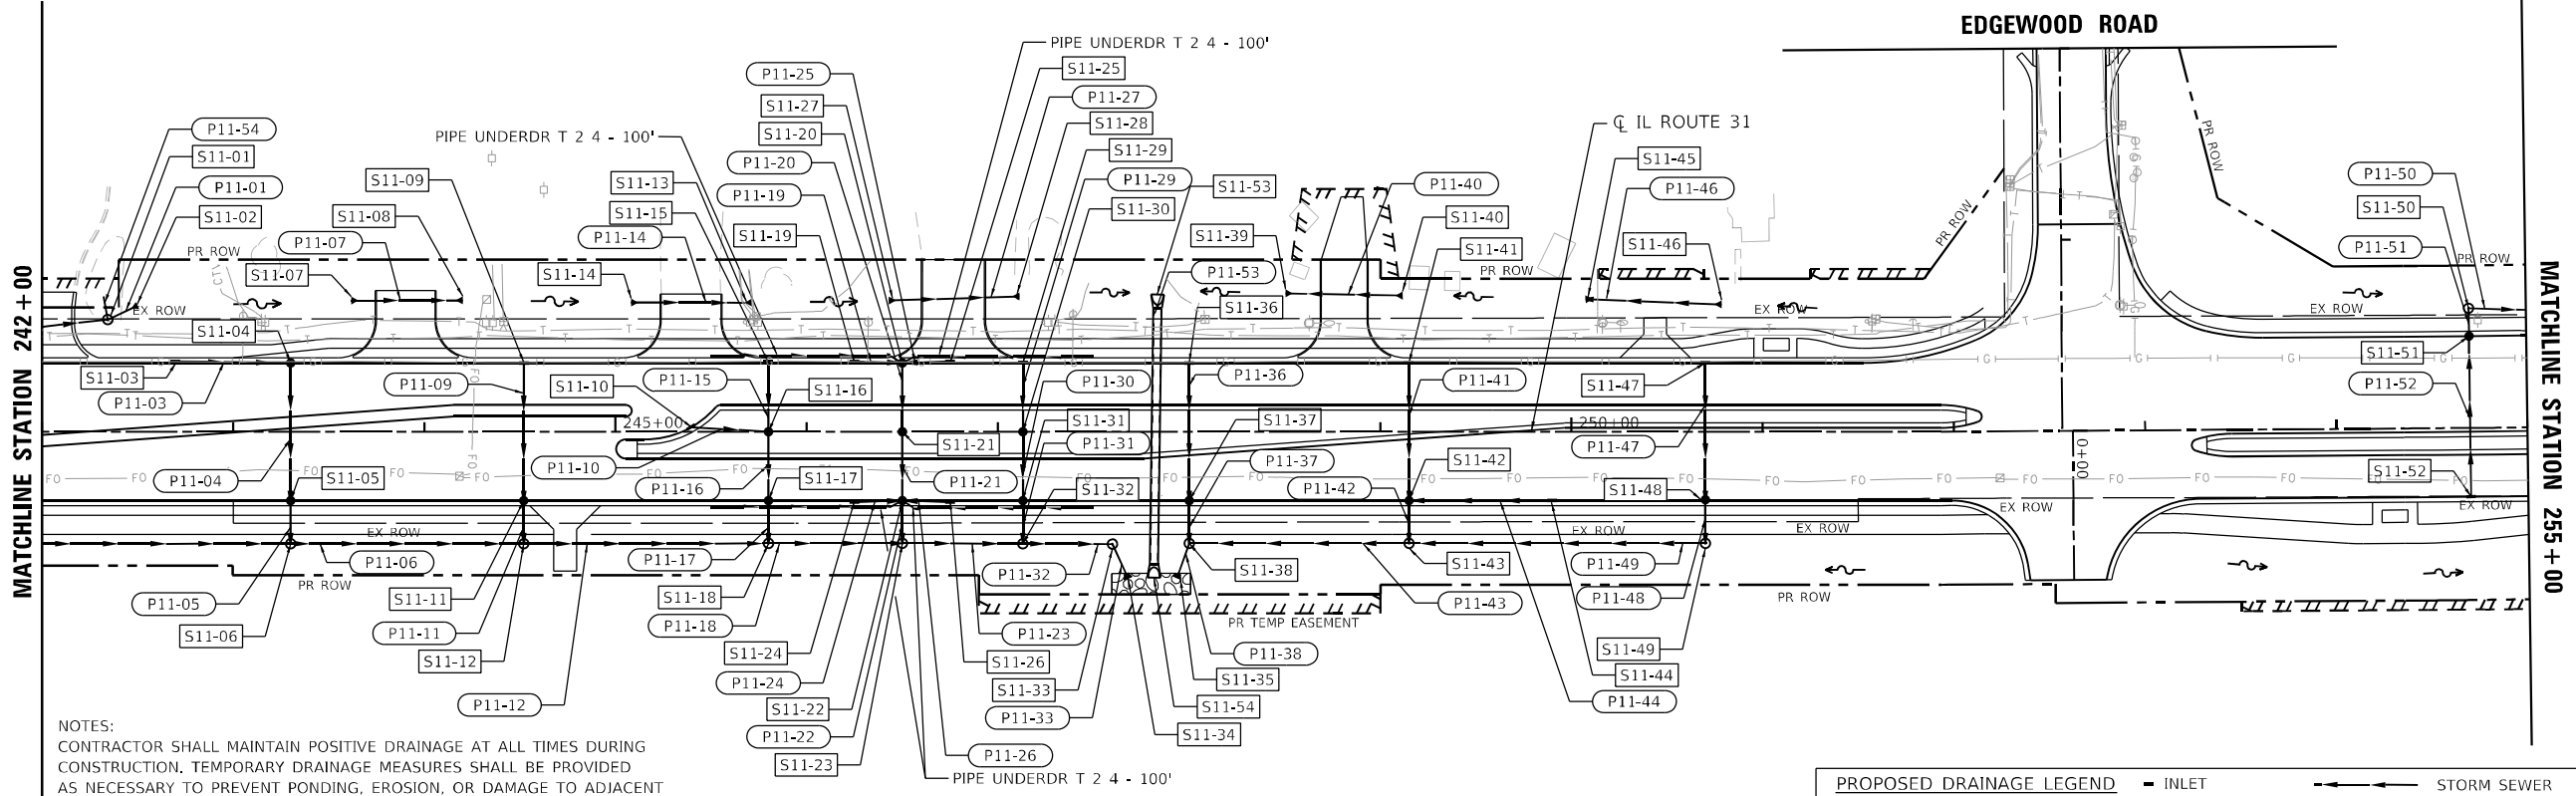 EDGEWOOD ROAD
PIPE UNDERDR T 2 4 - 100'
P11-25
S11-25
S11-27
P11-27
P11-54
S11-20
S11-28
℄ IL ROUTE 31
PIPE UNDERDR T 2 4 - 100'
S11-01
P11-20
S11-29
S11-45
P11-50
P11-01
S11-09
S11-13
P11-19
P11-29
S11-53
P11-40
P11-46
S11-02
S11-08
S11-15
S11-30
S11-40
S11-50
PR ROW
P11-07
P11-14
S11-19
S11-39
S11-41
S11-46
PR ROW
PR ROW
P11-51
S11-07
S11-14
P11-53
PR ROW
PR ROW
EX ROW
S11-36
EX ROW
EX ROW
S11-04
S11-03
P11-09
S11-10
P11-15
S11-16
P11-30
P11-36
P11-41
S11-47
S11-51
P11-03
P11-52
245+00
S11-31
S11-37
250+00
S11-21
P11-31
P11-47
0+00
P11-04
S11-05
P11-10
P11-16
S11-17
P11-21
S11-32
P11-37
S11-42
P11-42
S11-48
S11-52
FO FO FO FO FO FO FO FO
EX ROW
EX ROW
EX ROW
EX ROW
EX ROW
P11-06
P11-17
P11-32
S11-38
S11-43
P11-49
PR ROW
P11-05
S11-11
S11-18
P11-43
P11-48
PR ROW
S11-06
P11-11
P11-18
P11-23
PR TEMP EASEMENT
S11-12
S11-24
S11-26
P11-38
S11-49
P11-12
P11-24
S11-33
S11-35
S11-44
S11-22
P11-33
S11-54
P11-44
P11-22
S11-34
S11-23
P11-26
PIPE UNDERDR T 2 4 - 100'
MATCHLINE STATION 242+00
MATCHLINE STATION 255+00
NOTES:
CONTRACTOR SHALL MAINTAIN POSITIVE DRAINAGE AT ALL TIMES DURING
CONSTRUCTION. TEMPORARY DRAINAGE MEASURES SHALL BE PROVIDED
AS NECESSARY TO PREVENT PONDING, EROSION, OR DAMAGE TO ADJACENT
PROPOSED DRAINAGE LEGEND
INLET
STORM SEWER